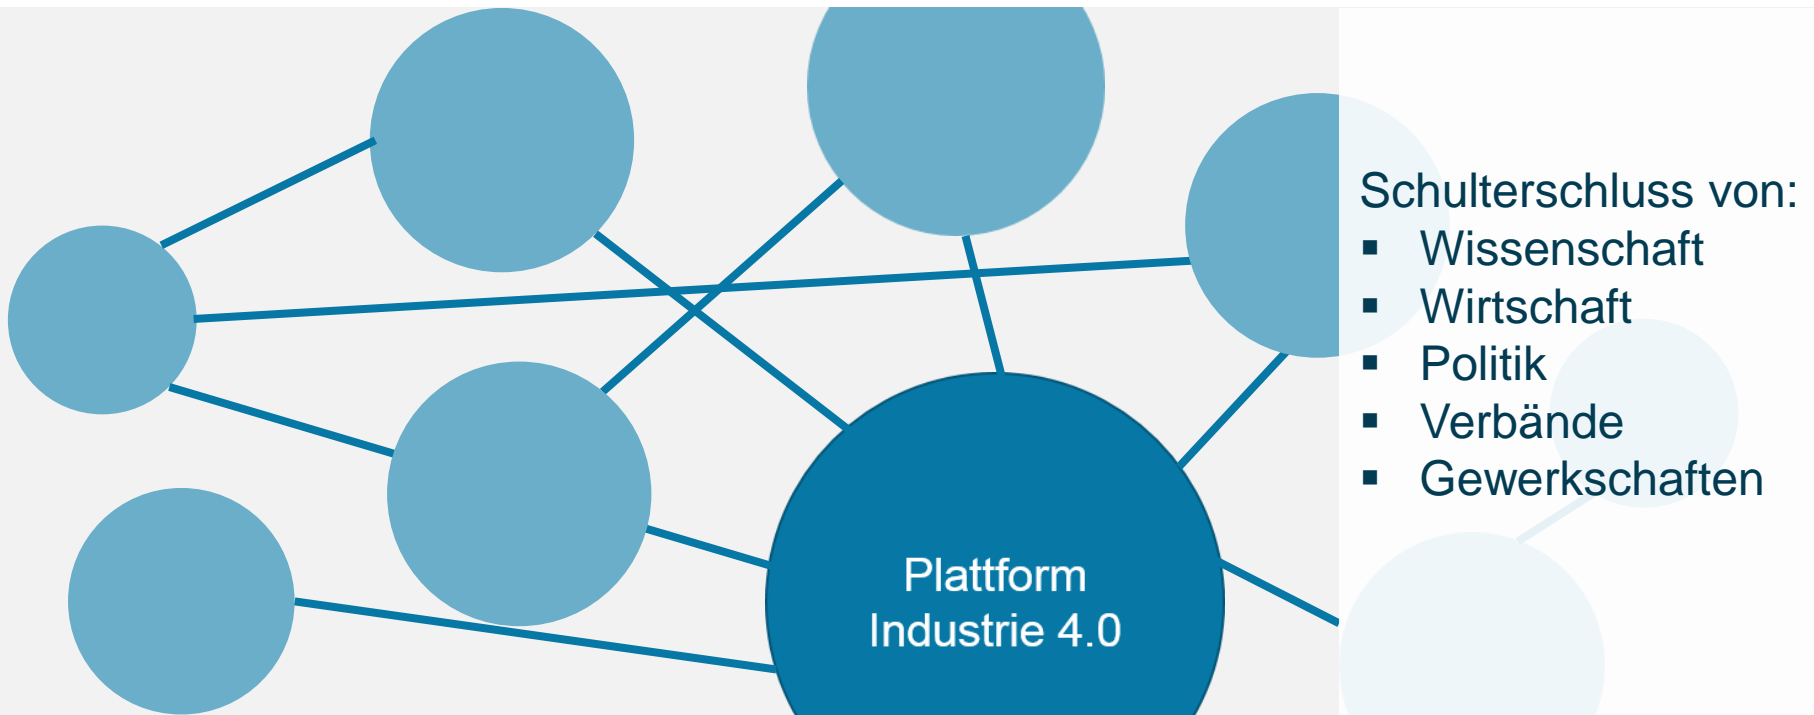 Schulterschluss von:
▪ Wissenschaft
▪ Wirtschaft
▪ Politik
▪ Verbände
▪ Gewerkschaften
Plattform
Industrie 4.0